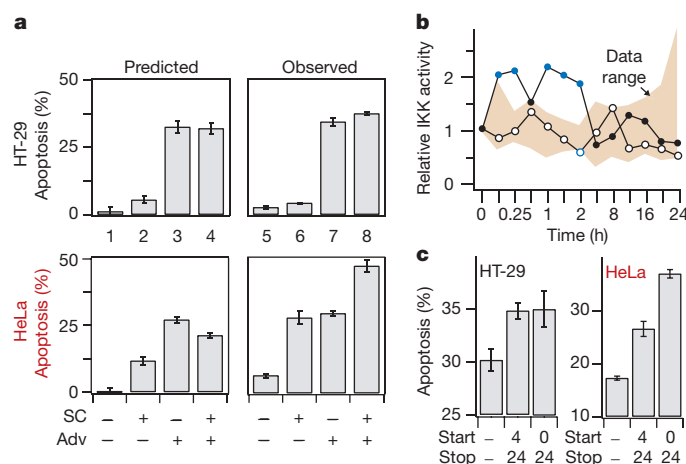 a
Predicted
Observed
HT-29
Apoptosis (%)
50
25
0
1 2 3 4
5 6 7 8
HeLa
Apoptosis (%)
50
25
0
SC – + – + – + – +
Adv – – + + – – + +
b
Relative IKK activity
2
1
0
Data
range
0 0.25 1 2 8 16 24
Time (h)
c
Apoptosis (%)
HT-29
35
30
25
HeLa
30
20
10
Start – 4 0
Stop – 24 24
Start – 4 0
Stop – 24 24